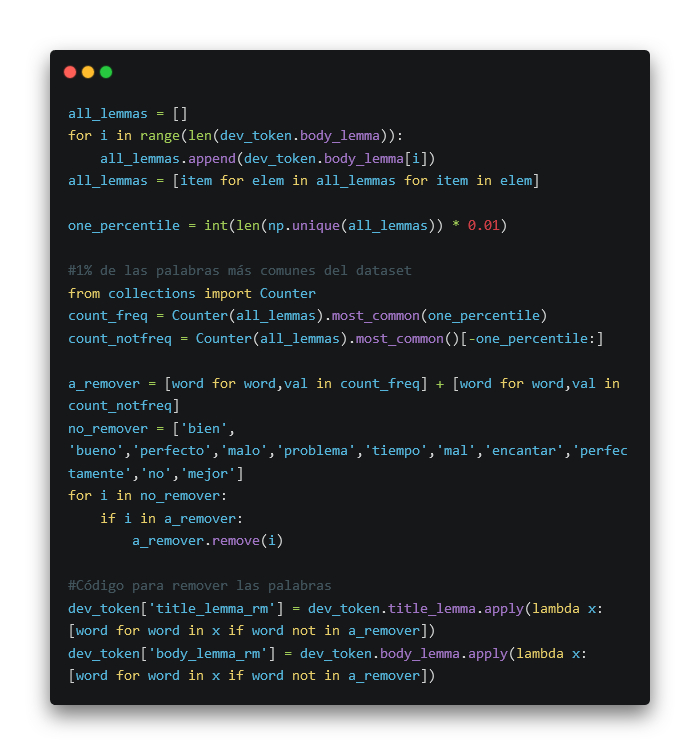 all_lemmas = []
for i in range(len(dev_token.body_lemma)):
    all_lemmas.append(dev_token.body_lemma[i])
all_lemmas = [item for elem in all_lemmas for item in elem]

one_percentile = int(len(np.unique(all_lemmas)) * 0.01)

#1% de las palabras más comunes del dataset
from collections import Counter
count_freq = Counter(all_lemmas).most_common(one_percentile)
count_notfreq = Counter(all_lemmas).most_common()[-one_percentile:]

a_remover = [word for word,val in count_freq] + [word for word,val in
count_notfreq]
no_remover = ['bien',
'bueno','perfecto','malo','problema','tiempo','mal','encantar','perfec
tamente','no','mejor']
for i in no_remover:
    if i in a_remover:
        a_remover.remove(i)

#Código para remover las palabras
dev_token['title_lemma_rm'] = dev_token.title_lemma.apply(lambda x:
[word for word in x if word not in a_remover])
dev_token['body_lemma_rm'] = dev_token.body_lemma.apply(lambda x:
[word for word in x if word not in a_remover])